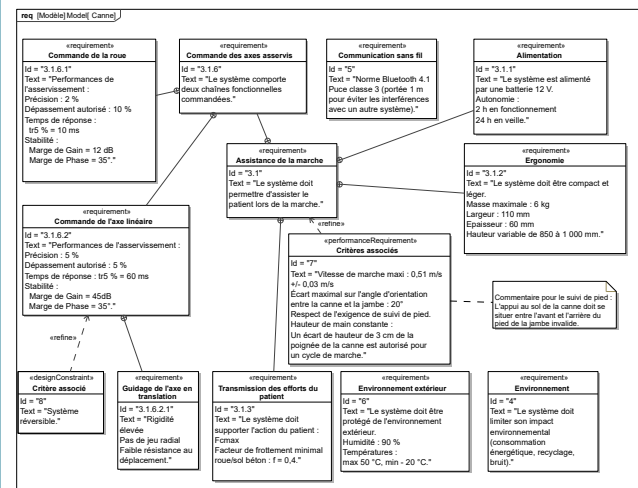 req [Modèle] Model[ Canne]
«requirement»
Commande de la roue
Id = "3.1.6.1"
Text = "Performances de
l'asservissement :
Précision : 2 %
Dépassement autorisé : 10 %
Temps de réponse :
tr5 % = 10 ms
Stabilité :
Marge de Gain = 12 dB
Marge de Phase = 35°."
«requirement»
Commande des axes asservis
Id = "3.1.6"
Text = "Le système comporte
deux chaînes fonctionnelles
commandées."
«requirement»
Communication sans fil
Id = "5"
Text = "Norme Bluetooth 4.1
Puce classe 3 (portée 1 m
pour éviter les interférences
avec un autre système)."
«requirement»
Alimentation
Id = "3.1.1"
Text = "Le système est alimenté
par une batterie 12 V.
Autonomie :
2 h en fonctionnement
24 h en veille."
«requirement»
Assistance de la marche
Id = "3.1"
Text = "Le système doit
permettre d'assister le
patient lors de la marche."
«requirement»
Ergonomie
Id = "3.1.2"
Text = "Le système doit être compact et
léger.
Masse maximale : 6 kg
Largeur : 110 mm
Epaisseur : 60 mm
Hauteur variable de 850 à 1 000 mm."
«requirement»
Commande de l'axe linéaire
Id = "3.1.6.2"
Text = "Performances de l'asservissement :
Précision : 5 %
Dépassement autorisé : 5 %
Temps de réponse : tr5 % = 60 ms
Stabilité :
Marge de Gain = 45dB
Marge de Phase = 35°."
«refine»
«performanceRequirement»
Critères associés
Id = "7"
Text = "Vitesse de marche maxi : 0,51 m/s
+/- 0,03 m/s
Écart maximal sur l'angle d'orientation
entre la canne et la jambe : 20°
Respect de l'exigence de suivi de pied.
Hauteur de main constante :
Un écart de hauteur de 3 cm de la
poignée de la canne est autorisé pour
un cycle de marche."
Commentaire pour le suivi de pied :
L'appui au sol de la canne doit se
situer entre l'avant et l'arrière du
pied de la jambe invalide.
«refine»
«designConstraint»
Critère associé
Id = "8"
Text = "Système
réversible."
«requirement»
Guidage de l'axe en
translation
Id = "3.1.6.2.1"
Text = "Rigidité
élevée
Pas de jeu radial
Faible résistance au
déplacement."
«requirement»
Transmission des efforts du
patient
Id = "3.1.3"
Text = "Le système doit
supporter l'action du patient :
Fcmax
Facteur de frottement minimal
roue/sol béton : f = 0,4."
«requirement»
Environnement extérieur
Id = "6"
Text = "Le système doit être
protégé de l'environnement
extérieur.
Humidité : 90 %
Températures :
max 50 °C, min - 20 °C."
«requirement»
Environnement
Id = "4"
Text = "Le système doit
limiter son impact
environnemental
(consommation
énergétique, recyclage,
bruit)."